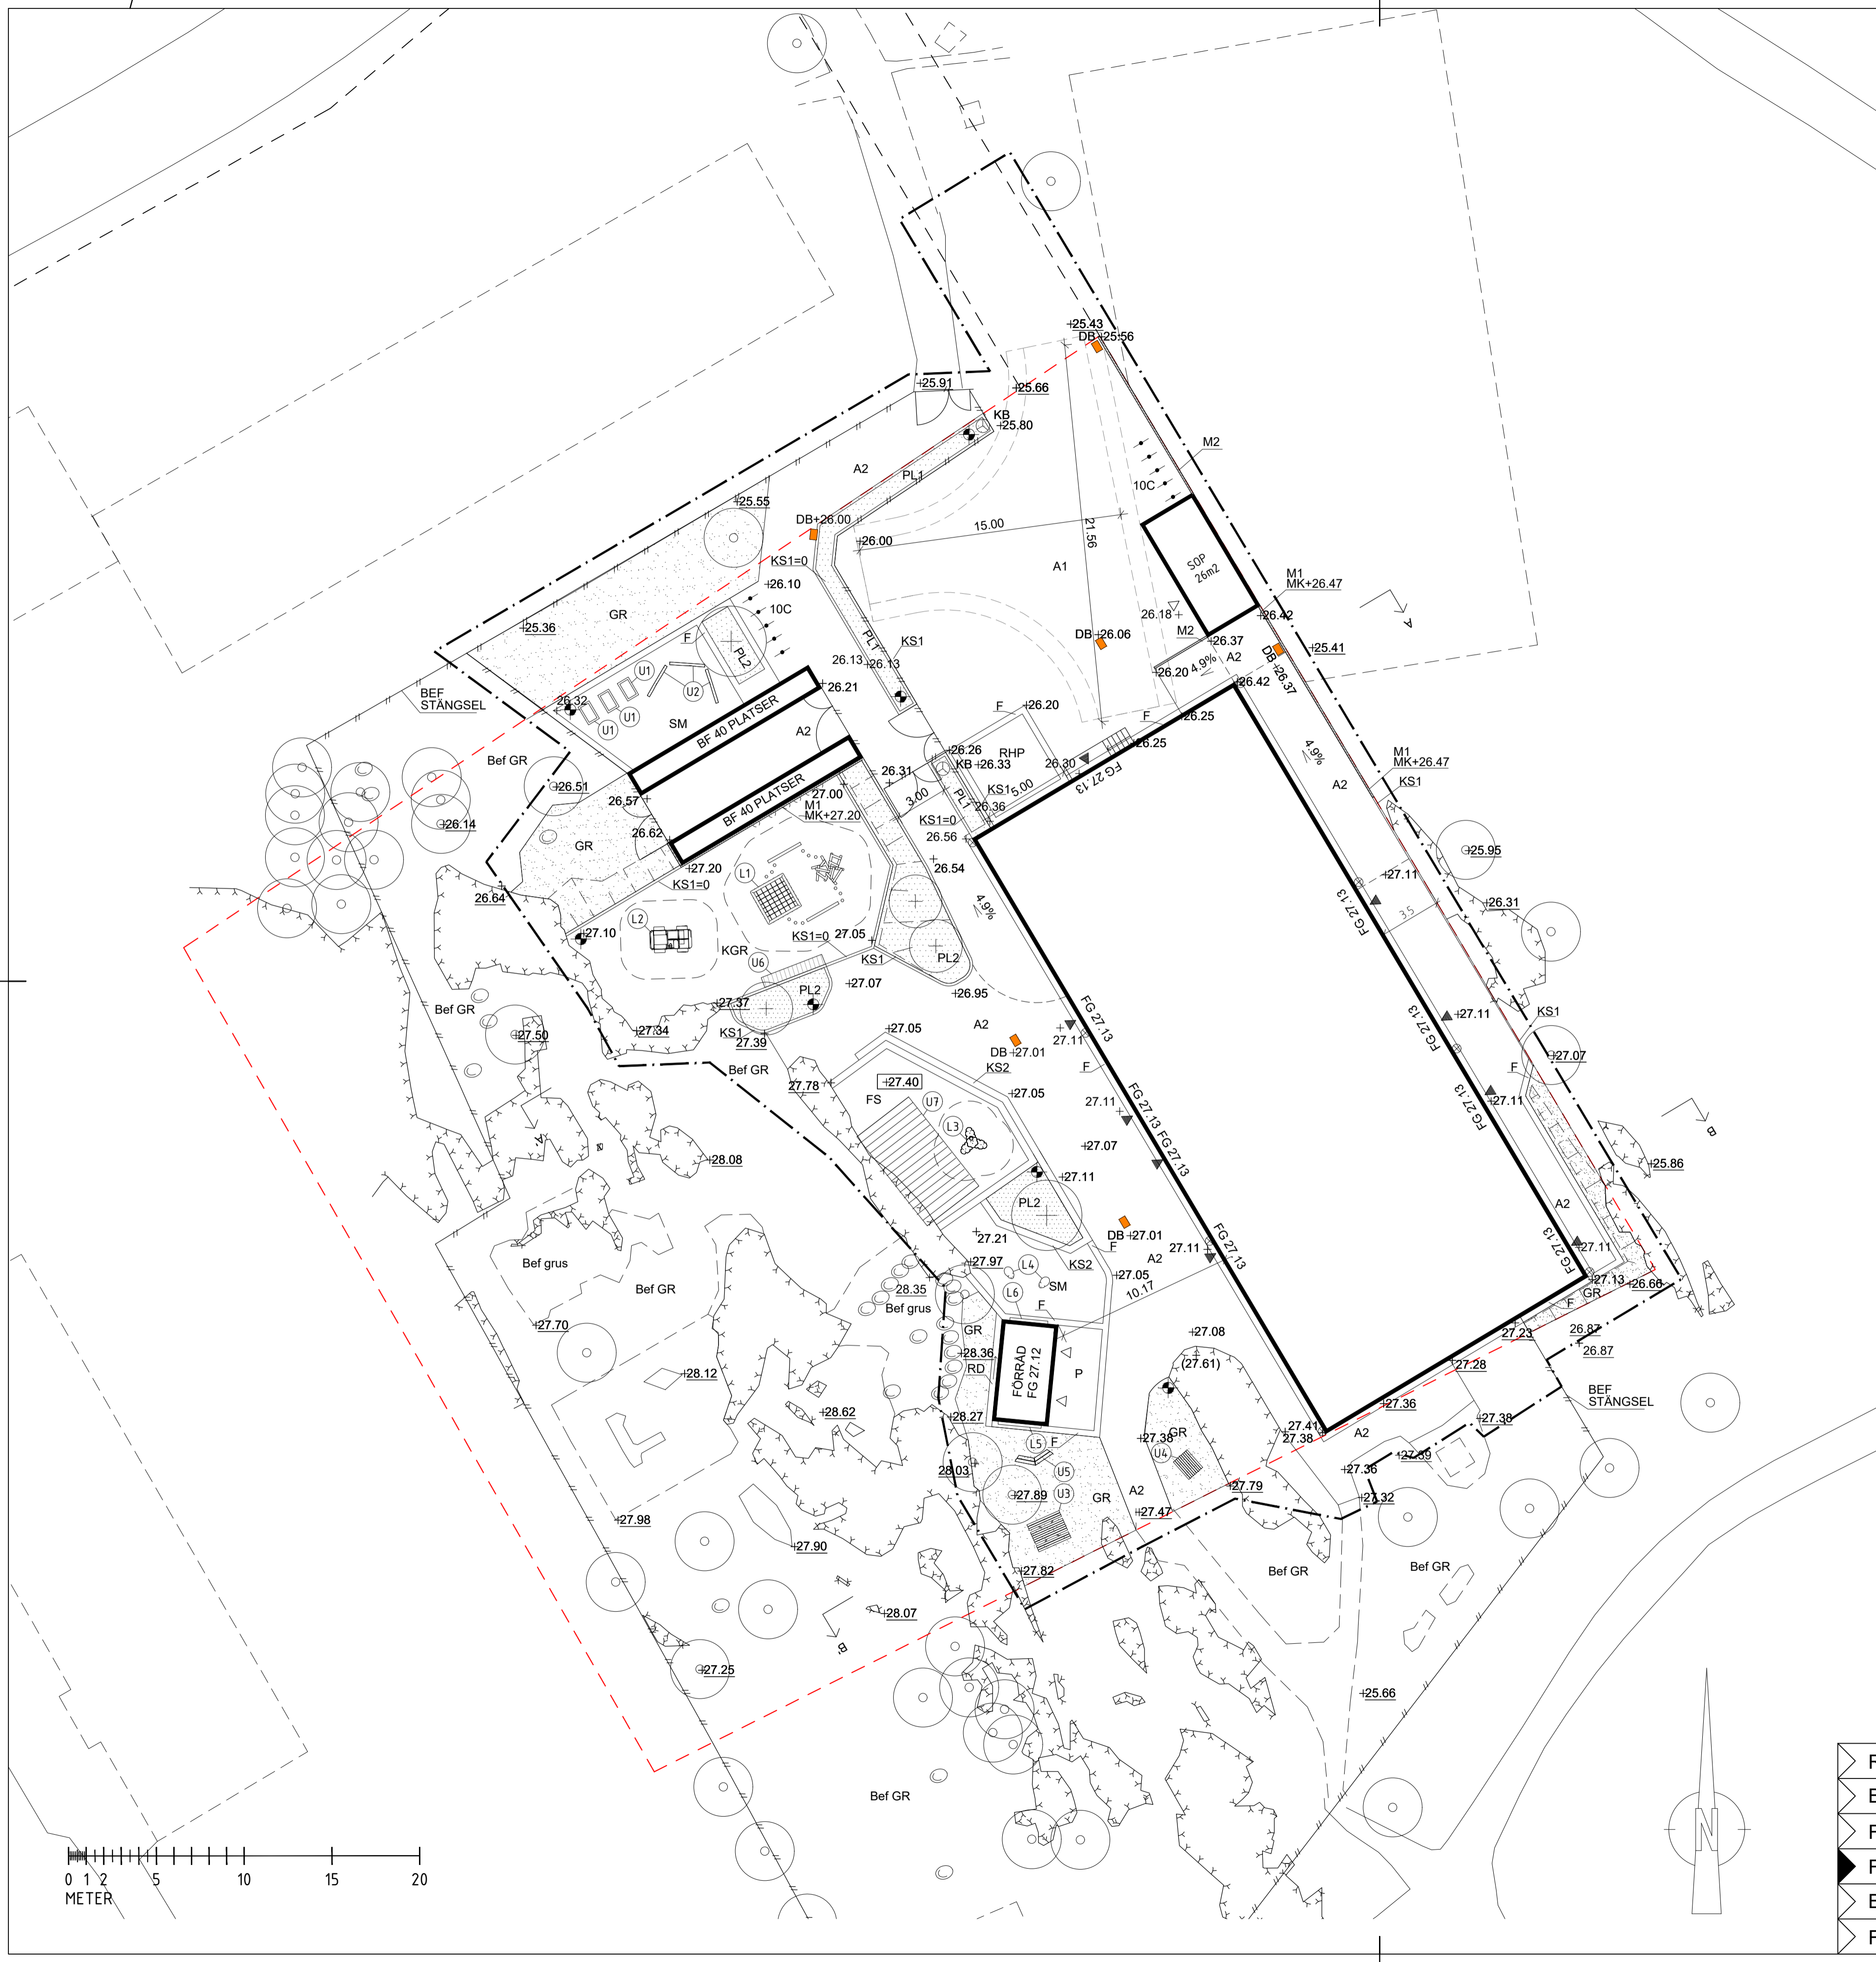 +25.43
DB+25.56
+25.91
+25.66
KB
+25.80
A2
PL1
M2
10C
+25.55
DB+26.00
15.00
21.56
+26.00
KS1=0
A1
SOP
26m2
M1
MK+26.47
+26.10
10C
GR
26.18+
+26.42
+25.36
F
PL2
PL1
KS1
DB+26.06
M2
+26.37
A
26.13
+26.13
A2
DB+26.37
+25.41
+26.20
4.9%
U1
U2
+26.21
+26.42
BEF
STÄNGSEL
26.32
U1
U1
SM
BF 40 PLATSER
A2
F
+26.20
F
+26.25
+26.25
Bef GR
+26.26
RHP
KB+26.33
26.30
FG 27.13
4.9%
M1
MK+26.47
KS1
A2
+26.51
26.57
26.31
27.00
3.00
5.00
KS1
PL1
26.36
BF 40 PLATSER
M1
MK+27.20
+26.14
26.62
KS1=0
26.56
GR
+27.20
KS1=0
L1
+26.54
+25.95
+27.11
26.64
4.9%
FG 27.13
3.5
+26.31
L2
+27.10
KS1=0
27.05
KGR
U6
KS1
PL2
+27.07
PL2
+26.95
Bef GR
+27.37
+27.34
KS1
27.39
+27.50
FG 27.13
FG 27.13
+27.11
KS1
+27.05
A2
27.11
DB+27.01
F
KS2
Bef GR
+27.07
F
27.78
+27.40
FS
U7
+27.05
27.11
FG 27.13
FG 27.13
+27.11
L3
B
A'
+28.08
+27.07
FG 27.13
+25.86
+27.11
PL2
A2
+27.21
DB+27.01
F
A2
27.11
FG 27.13
FG 27.13
+27.11
KS2
Bef grus
Bef GR
+27.97
L4
SM
+27.05
10.17
28.35
L6
F
+27.13
+26.66
GR
F
Bef grus
GR
+27.70
+27.08
27.23
26.87
+26.87
+28.36
RD
FÖRRÅD
FG 27.12
P
(27.61)
+27.28
+28.12
BEF
STÄNGSEL
+28.62
+28.27
+27.36
27.41
27.38
+27.38
A2
L5
F
+27.38
GR
U4
+27.39
28.03
U5
+27.36
+27.89
U3
GR
A2
+27.79
+27.32
+27.47
+27.98
+27.90
+27.82
Bef GR
Bef GR
+28.07
B'
+27.25
+25.66
Bef GR
N
0 1 2 5 10 15 20
METER